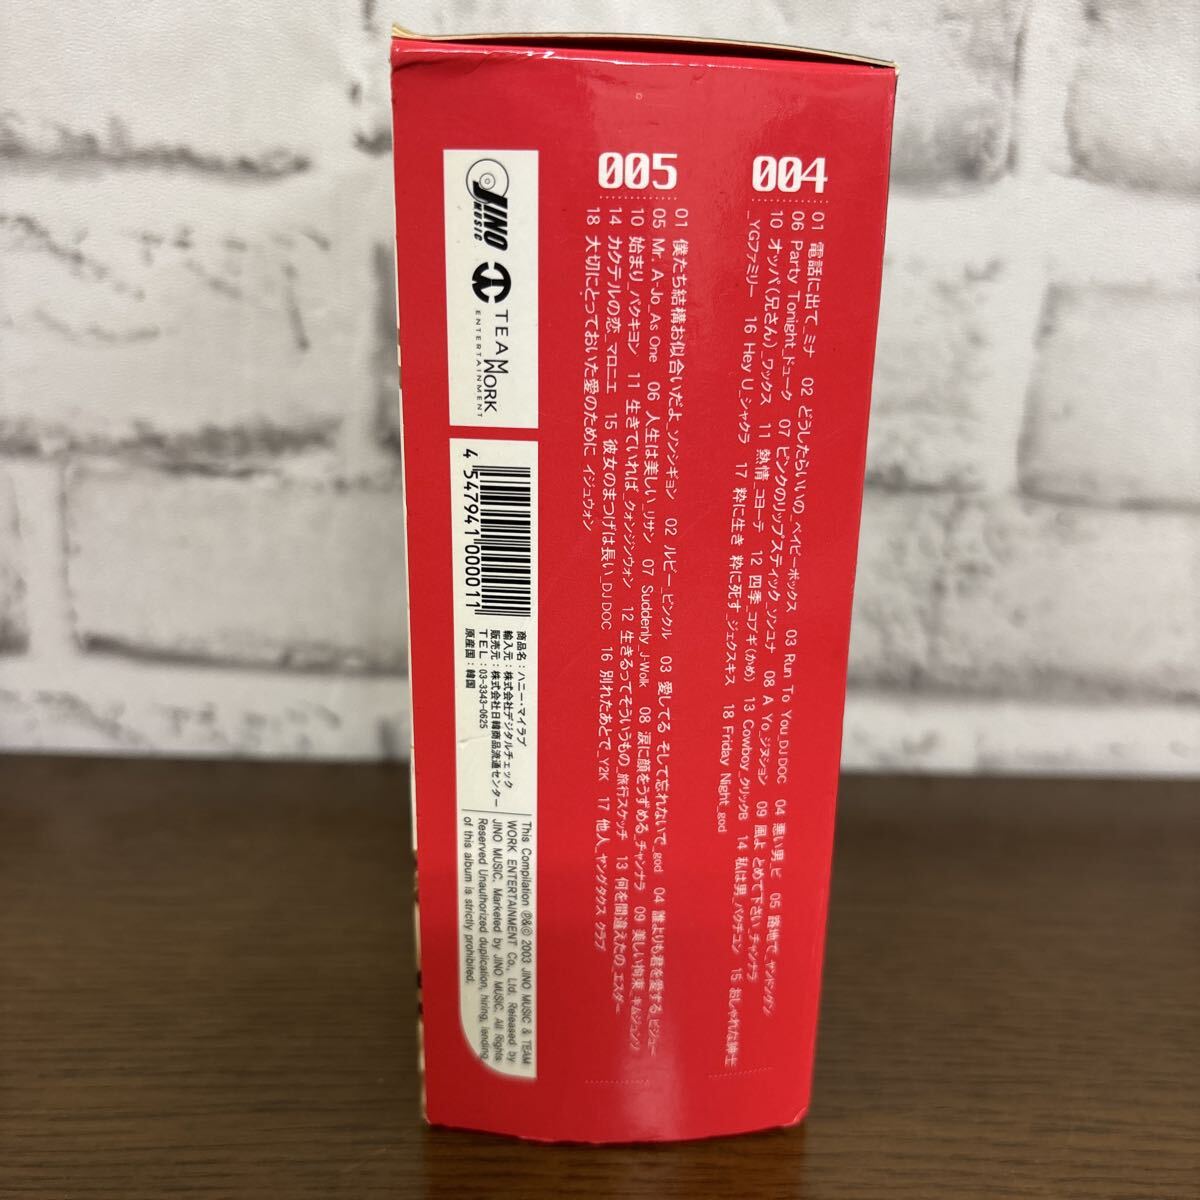 004
01 電話に出て_ミナ 02 どうしたらいいの_ベイビーボックス 03 Run To You_DJ DOC 04 悪い男_ビ 05 路地で_ヤンドングン
06 Party Tonight_ドューク 07 ピンクのリップスティック_ソンユナ 08 A Yo_ジヌション 09 風よ とめて下さい_チャンナラ
10 オッパ(兄さん)_ワックス 11 熱情_コヨーテ 12 四季_コブギ(かめ) 13 Cowboy_クリックB 14 私は男_パクチユン 15 おしゃれな紳士
_YGファミリー 16 Hey U_シャクラ 17 粋に生き 粋に死す_ジェクスキス 18 Friday Night_god
005
01 僕たち結構お似合いだよ_ソンシギョン 02 ルビー_ピンクル 03 愛してる そして忘れないで_god 04 誰よりも君を愛する_ビジュー
05 Mr. A-Jo_As One 06 人生は美しい_リサン 07 Suddenly_J-Wolk 08 涙に顔をうずめる_チャンナラ 09 美しい拘束_キムジョンソ
10 始まり_パクキヨン 11 生きていれば_クォンジンウォン 12 生きるってそういうもの_旅行スケッチ 13 何を間違えたの_エスダー
14 カクテルの恋_マロニエ 15 彼女のまつげは長い_DJ DOC 16 別れたあとで_Y2K 17 他人_ヤングタクス クラブ
18 大切にとっておいた愛のために イジュウォン
JINO MUSIC
TEAMWORK
ENTERTAINMENT
4 547941 000011
商品名:ハニー・マイラブ
輸入元:株式会社デジタルチェック
販売元:株式会社日韓商品流通センター
TEL:03-3343-0625
原産国:韓国
This Compilation ℗&© 2003 JINO MUSIC & TEAM
WORK ENTERTAINMENT Co., Ltd. Released by
JINO MUSIC, Marketed by JINO MUSIC. All Rights
Reserved Unauthorized duplication, hiring, lending
of this album is strictly prohibited.